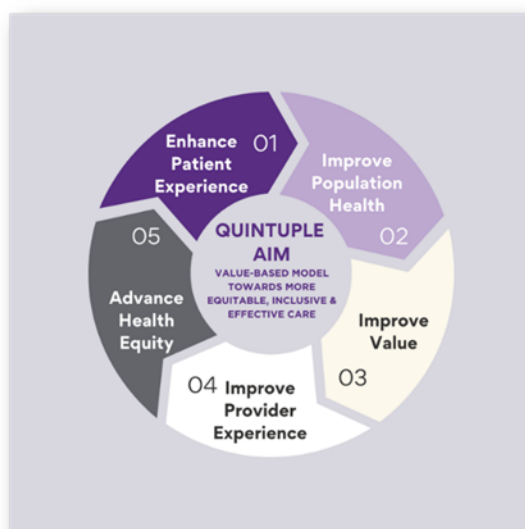 QUINTUPLE
AIM
VALUE-BASED MODEL
TOWARDS MORE
EQUITABLE, INCLUSIVE &
EFFECTIVE CARE
01
Enhance
Patient
Experience
Improve
Population
Health
02
Improve
Value
03
04
Improve
Provider
Experience
05
Advance
Health
Equity